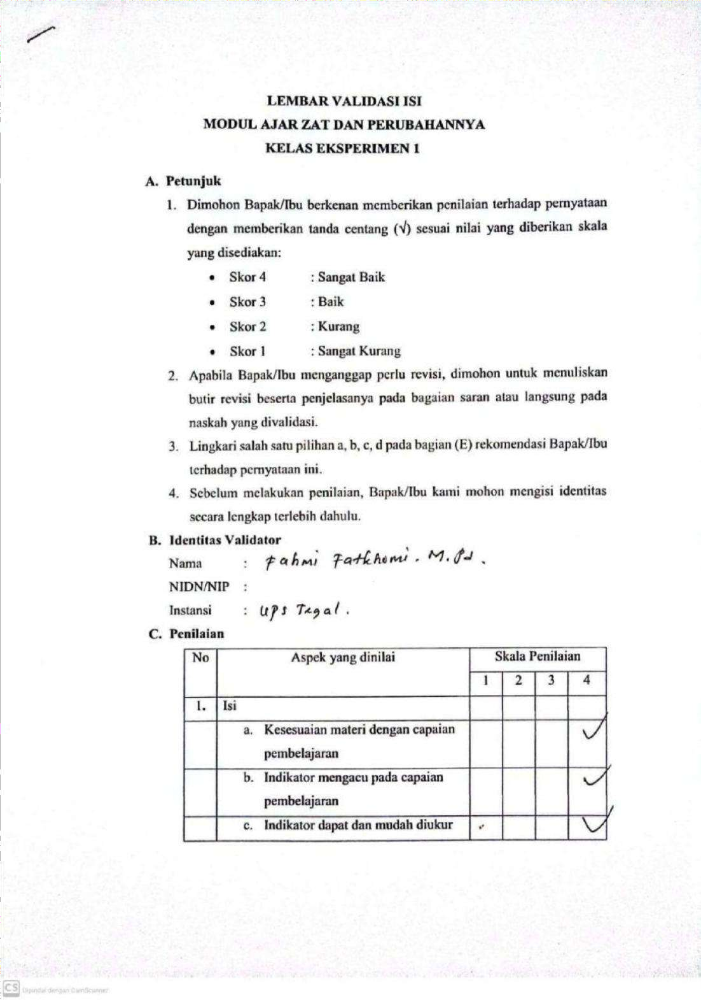 LEMBAR VALIDASI ISI
MODUL AJAR ZAT DAN PERUBAHANNYA
KELAS EKSPERIMEN 1
A. Petunjuk
1. Dimohon Bapak/Ibu berkenan memberikan penilaian terhadap pernyataan
dengan memberikan tanda centang (√) sesuai nilai yang diberikan skala
yang disediakan:
• Skor 4 : Sangat Baik
• Skor 3 : Baik
• Skor 2 : Kurang
• Skor 1 : Sangat Kurang
2. Apabila Bapak/Ibu menganggap perlu revisi, dimohon untuk menuliskan
butir revisi beserta penjelasanya pada bagaian saran atau langsung pada
naskah yang divalidasi.
3. Lingkari salah satu pilihan a, b, c, d pada bagian (E) rekomendasi Bapak/Ibu
terhadap pernyataan ini.
4. Sebelum melakukan penilaian, Bapak/Ibu kami mohon mengisi identitas
secara lengkap terlebih dahulu.
B. Identitas Validator
Nama : Fahmi Fatkhomi. M.Pd.
NIDN/NIP :
Instansi : UPS Tegal.
C. Penilaian
No Aspek yang dinilai Skala Penilaian
1 2 3 4
1. Isi
a. Kesesuaian materi dengan capaian ✓
pembelajaran
b. Indikator mengacu pada capaian ✓
pembelajaran
c. Indikator dapat dan mudah diukur ✓
CS Dipindai dengan CamScanner